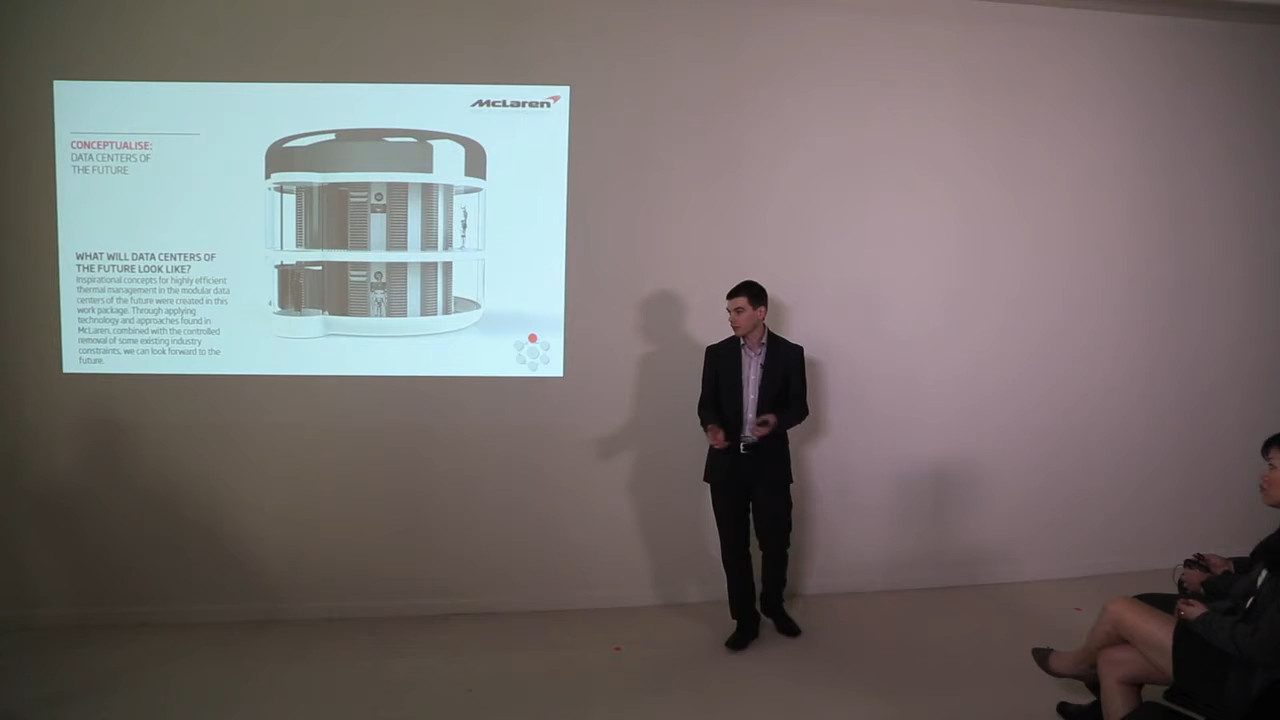 McLaren
CONCEPTUALISE:
DATA CENTERS OF
THE FUTURE
WHAT WILL DATA CENTERS OF
THE FUTURE LOOK LIKE?
Inspirational concepts for highly efficient
thermal management in the modular data
centers of the future were created in this
work package. Through applying
technology and approaches found in
McLaren, combined with the controlled
removal of some existing industry
constraints, we can look forward to the
future.